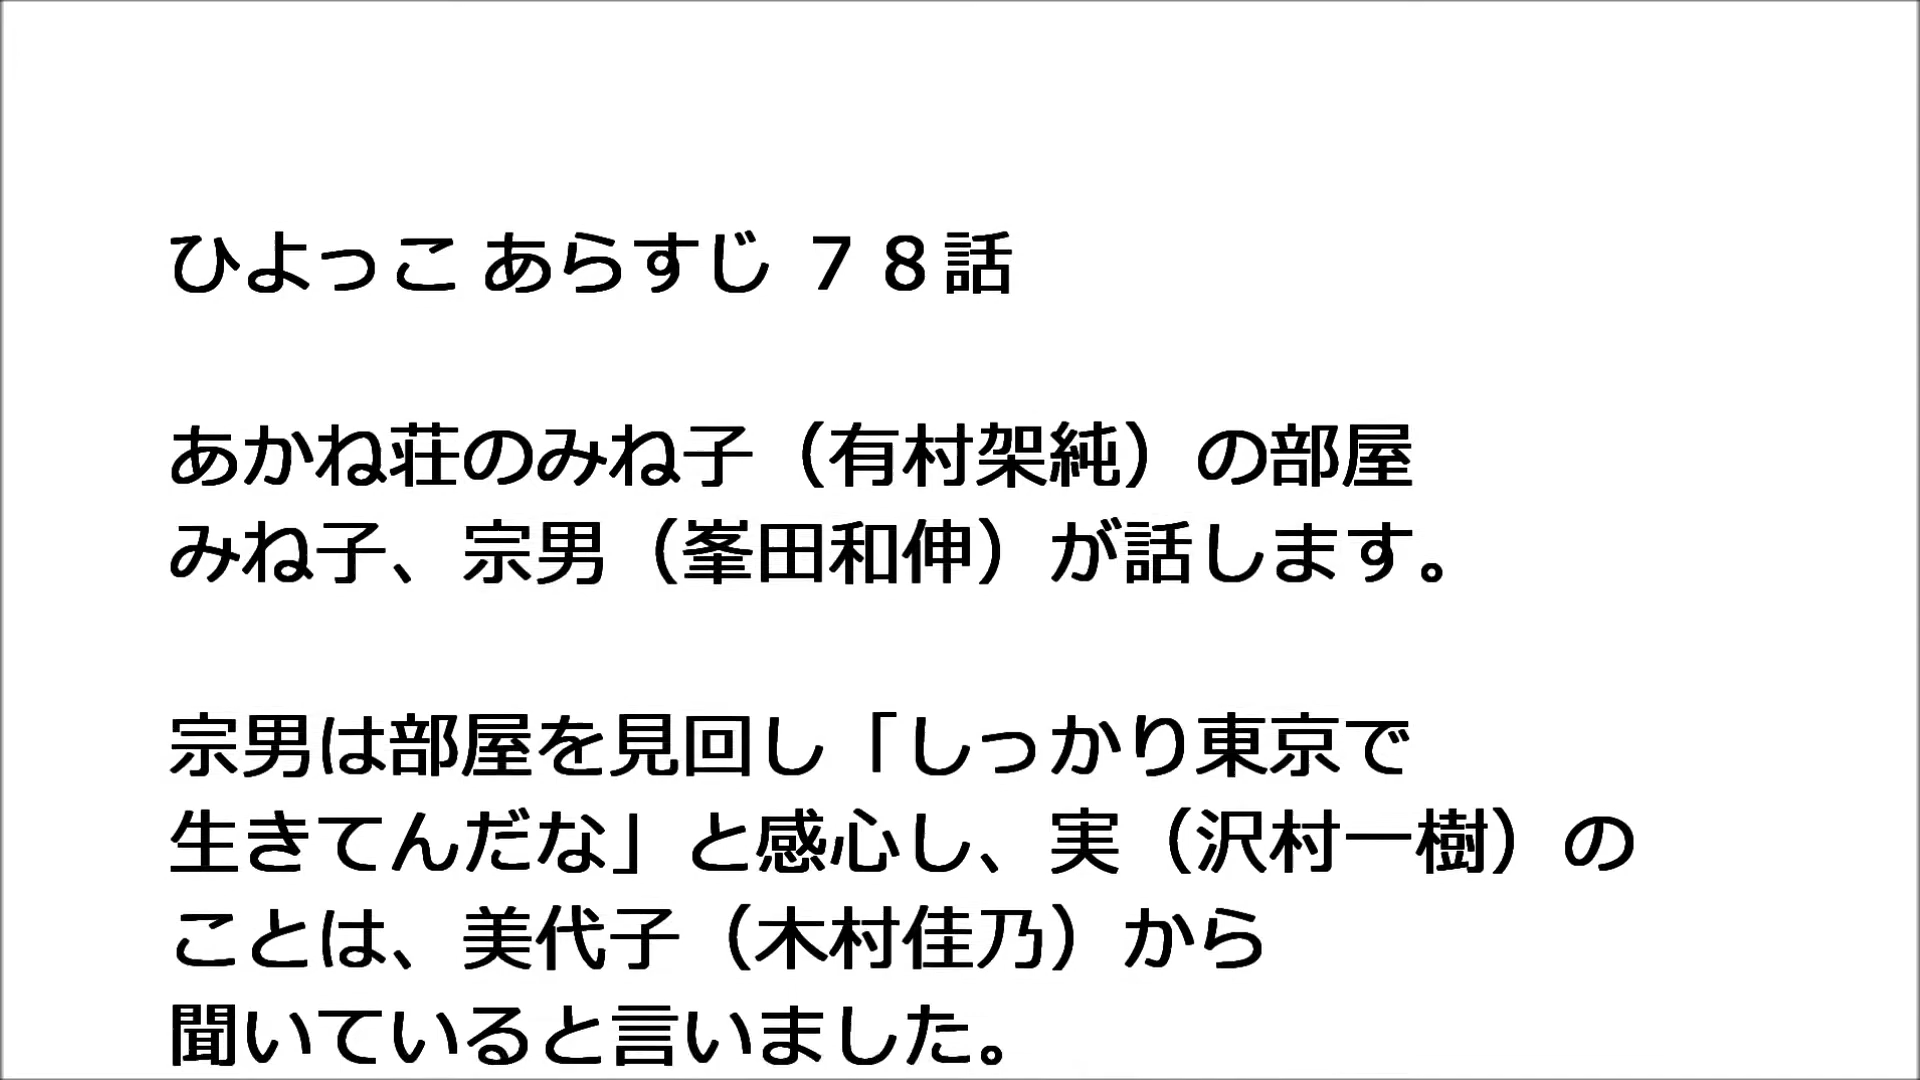 ひよっこ あらすじ ７８話
あかね荘のみね子（有村架純）の部屋
みね子、宗男（峯田和伸）が話します。
宗男は部屋を見回し「しっかり東京で
生きてんだな」と感心し、実（沢村一樹）の
ことは、美代子（木村佳乃）から
聞いていると言いました。